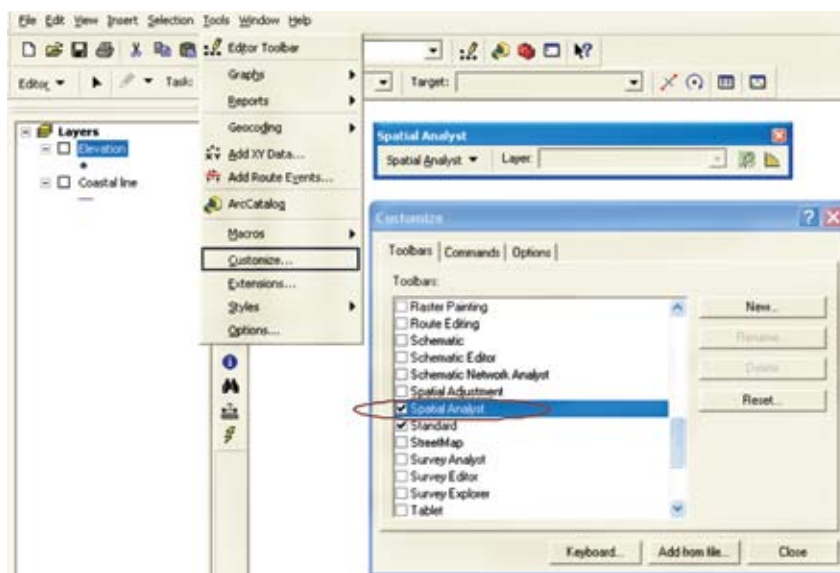 File Edit View Insert Selection Tools Window Help
Editor Toolbar
Graphs
Reports
Geocoding
Add XY Data...
Add Route Events...
ArcCatalog
Macros
Customize...
Extensions...
Styles
Options...
Editor Task:
Target:
Layers
Elevation
Coastal line
Spatial Analyst
Spatial Analyst Layer:
Customize
Toolbars Commands Options
Toolbars:
Raster Painting
Route Editing
Schematic
Schematic Editor
Schematic Network Analyst
Spatial Adjustment
Spatial Analyst
Standard
StreetMap
Survey Analyst
Survey Editor
Survey Explorer
Tablet
New...
Rename...
Delete
Reset...
Keyboard...
Add from file...
Close